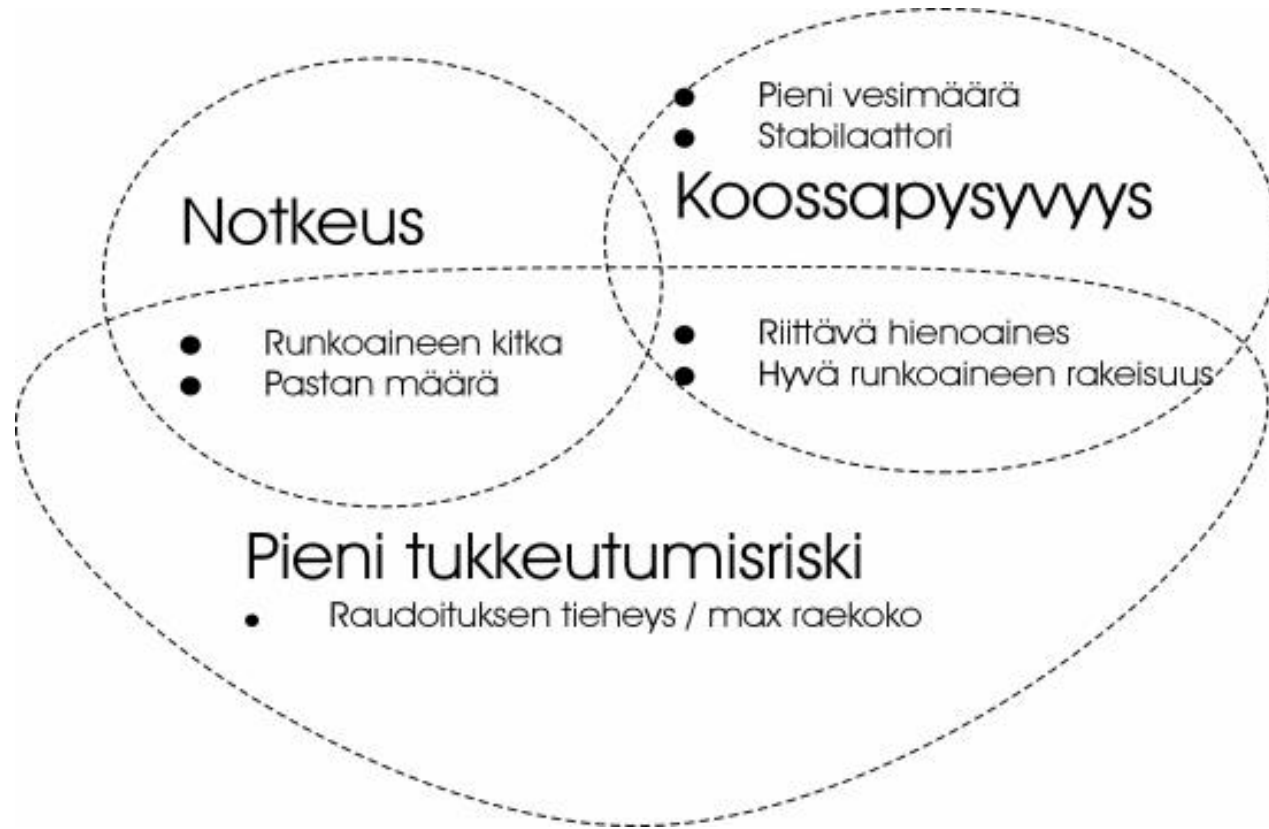 Pieni vesimäärä
Stabilaattori
Koossapysyvyys
Notkeus
Runkoaineen kitka
Pastan määrä
Riittävä hienoaines
Hyvä runkoaineen rakeisuus
Pieni tukkeutumisriski
Raudoituksen tieheys / max raekoko